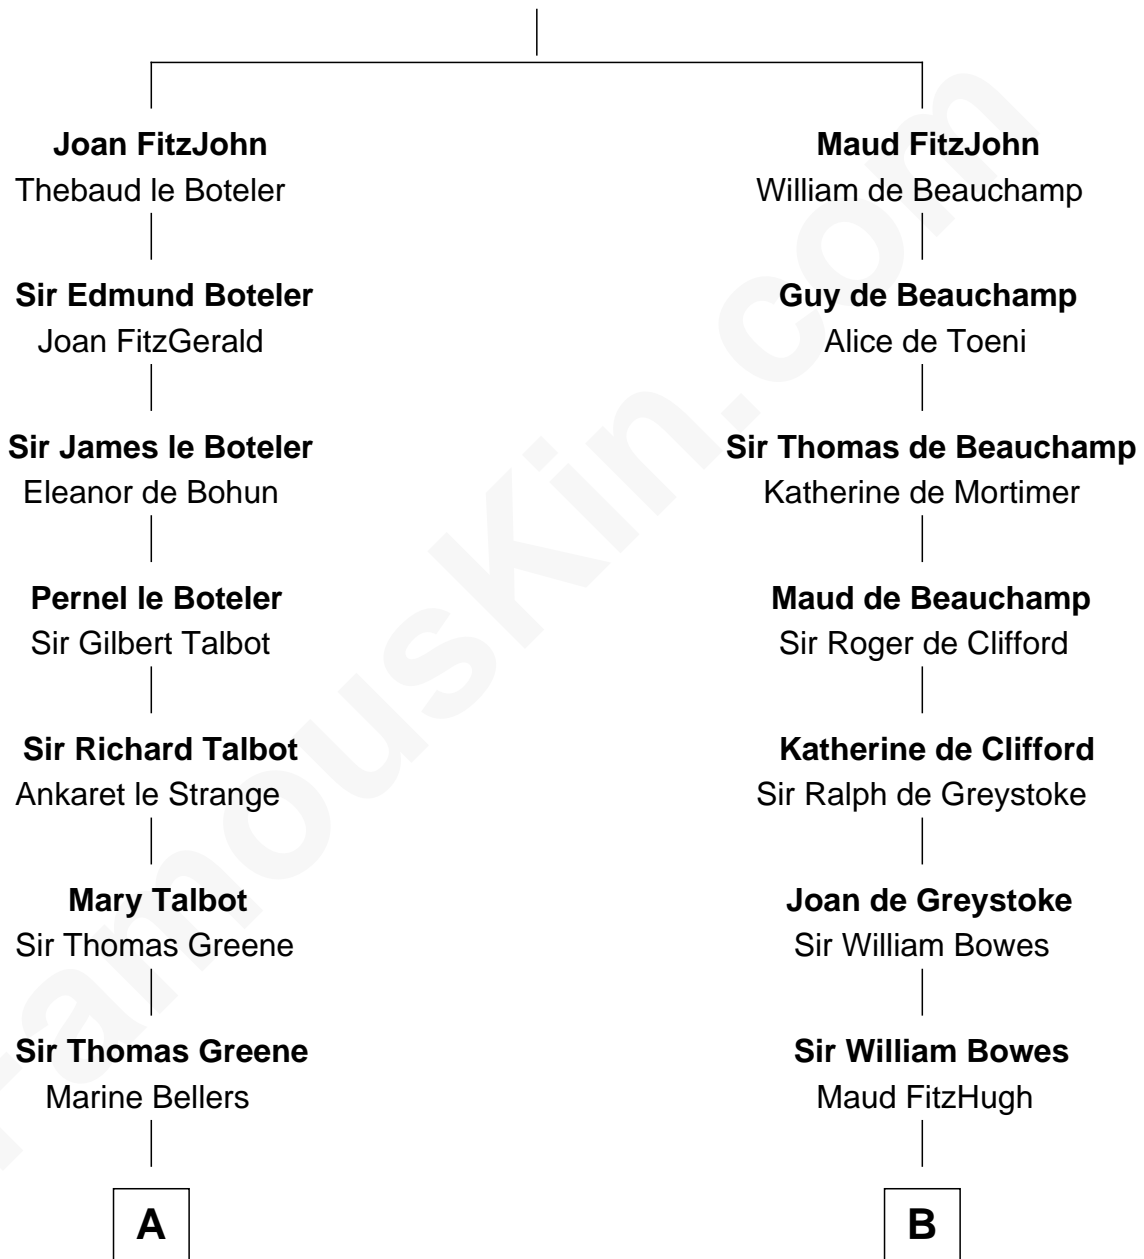 Joan FitzJohn
Thebaud le Boteler
Sir Edmund Boteler
Joan FitzGerald
Sir James le Boteler
Eleanor de Bohun
Pernel le Boteler
Sir Gilbert Talbot
Sir Richard Talbot
Ankaret le Strange
Mary Talbot
Sir Thomas Greene
Sir Thomas Greene
Marine Bellers
A
Maud FitzJohn
William de Beauchamp
Guy de Beauchamp
Alice de Toeni
Sir Thomas de Beauchamp
Katherine de Mortimer
Maud de Beauchamp
Sir Roger de Clifford
Katherine de Clifford
Sir Ralph de Greystoke
Joan de Greystoke
Sir William Bowes
Sir William Bowes
Maud FitzHugh
B
FamousKin.com